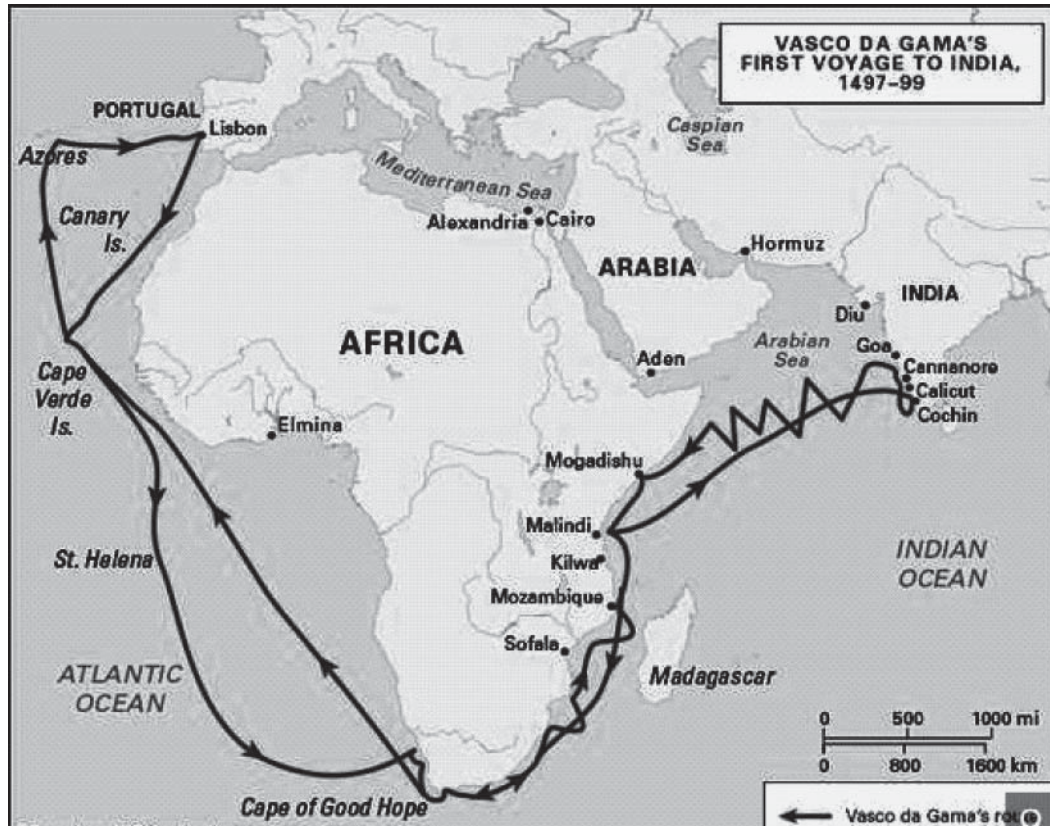 VASCO DA GAMA'S
FIRST VOYAGE TO INDIA,
1497–99
PORTUGAL
Lisbon
Azores
Caspian
Sea
Mediterranean Sea
Canary
Is.
Alexandria
Cairo
Hormuz
ARABIA
INDIA
Diu
AFRICA
Arabian
Sea
Goa
Aden
Cannanore
Calicut
Cochin
Cape
Verde
Is.
Elmina
Mogadishu
Malindi
St. Helena
Kilwa
INDIAN
OCEAN
Mozambique
Sofala
ATLANTIC
OCEAN
Madagascar
0 500 1000 mi
0 800 1600 km
Cape of Good Hope
Vasco da Gama's